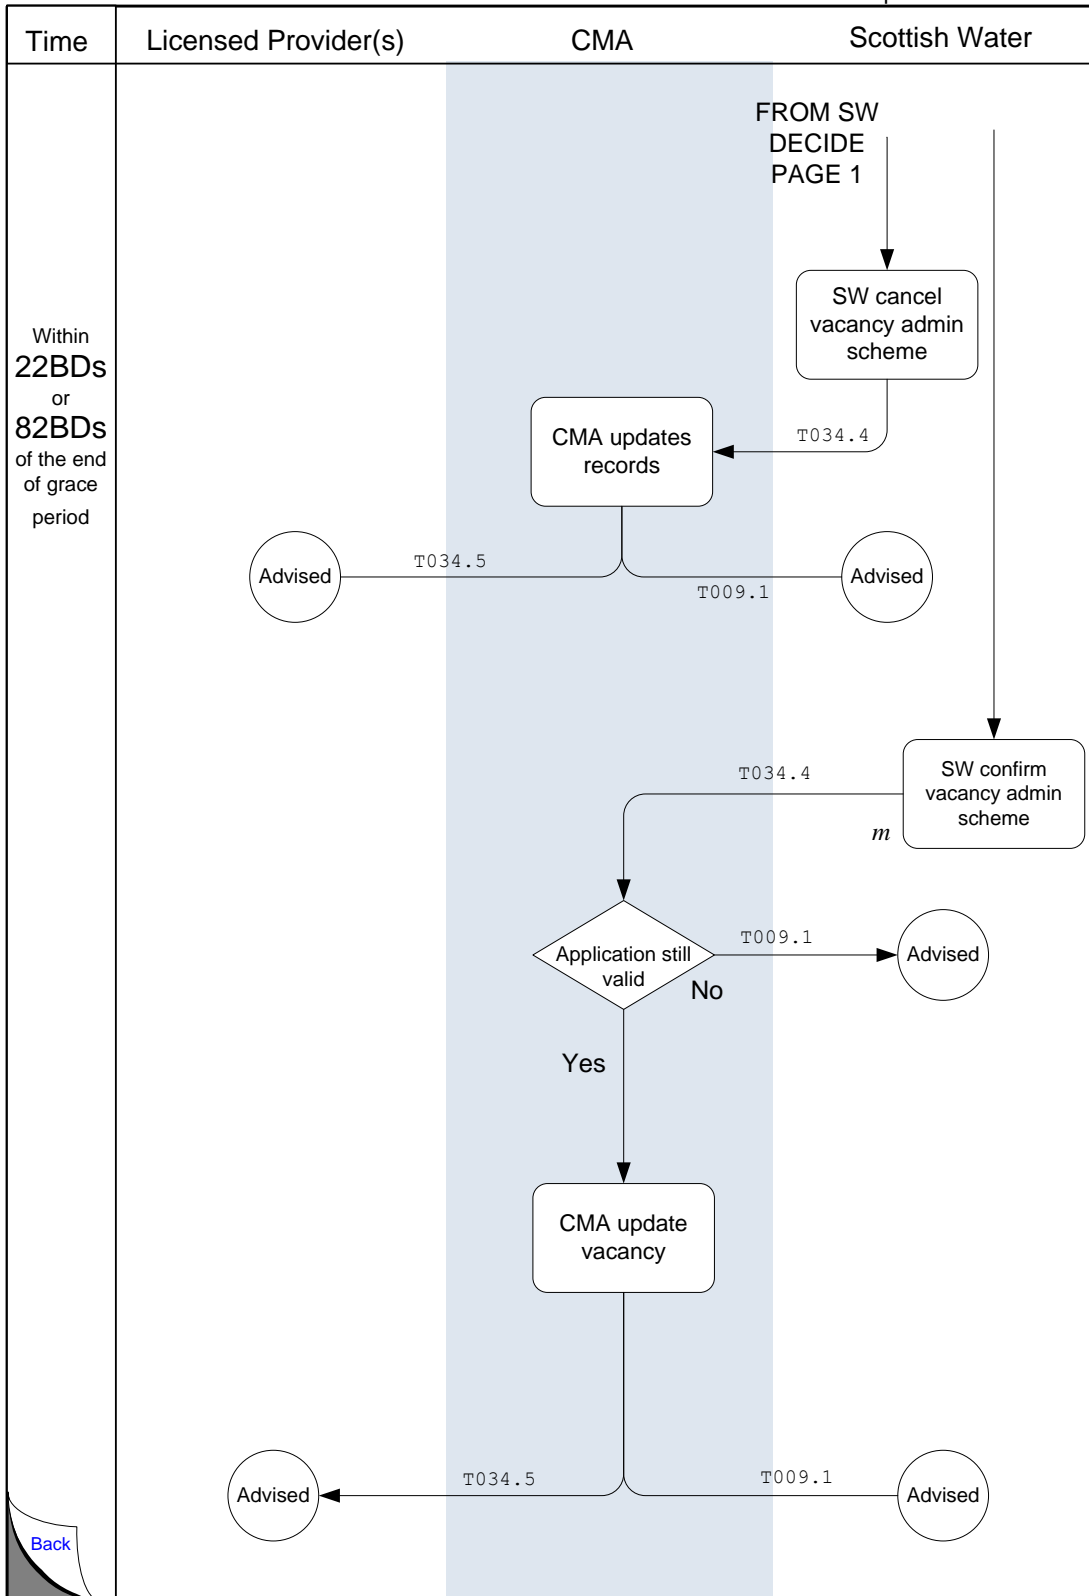 Time
Licensed Provider(s)
CMA
Scottish Water
FROM SW
DECIDE
PAGE 1
SW cancel
vacancy admin
scheme
Within
22BDs
or
82BDs
of the end
of grace
period
T034.4
CMA updates
records
Advised
T034.5
T009.1
Advised
SW confirm
vacancy admin
scheme
T034.4
m
Application still
valid
T009.1
No
Advised
Yes
CMA update
vacancy
Advised
T034.5
T009.1
Advised
Back